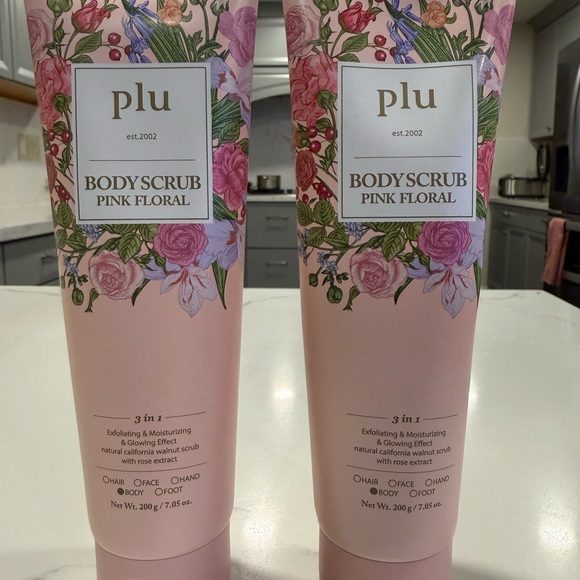 plu
est.2002
BODY SCRUB
PINK FLORAL
3 in 1
Exfoliating & Moisturizing
& Glowing Effect
natural california walnut scrub
with rose extract
HAIR FACE HAND
BODY FOOT
Net Wt. 200 g / 7.05 oz.
plu
est.2002
BODY SCRUB
PINK FLORAL
3 in 1
Exfoliating & Moisturizing
& Glowing Effect
natural california walnut scrub
with rose extract
HAIR FACE HAND
BODY FOOT
Net Wt. 200 g / 7.05 oz.